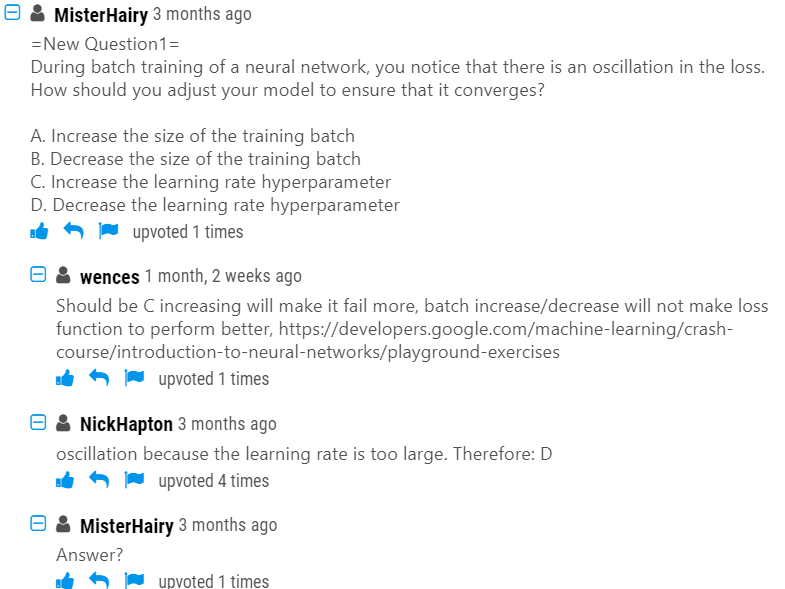 MisterHairy 3 months ago
=New Question1=
During batch training of a neural network, you notice that there is an oscillation in the loss.
How should you adjust your model to ensure that it converges?
A. Increase the size of the training batch
B. Decrease the size of the training batch
C. Increase the learning rate hyperparameter
D. Decrease the learning rate hyperparameter
upvoted 1 times
wences 1 month, 2 weeks ago
Should be C increasing will make it fail more, batch increase/decrease will not make loss
function to perform better, https://developers.google.com/machine-learning/crash-
course/introduction-to-neural-networks/playground-exercises
upvoted 1 times
NickHapton 3 months ago
oscillation because the learning rate is too large. Therefore: D
upvoted 4 times
MisterHairy 3 months ago
Answer?
upvoted 1 times